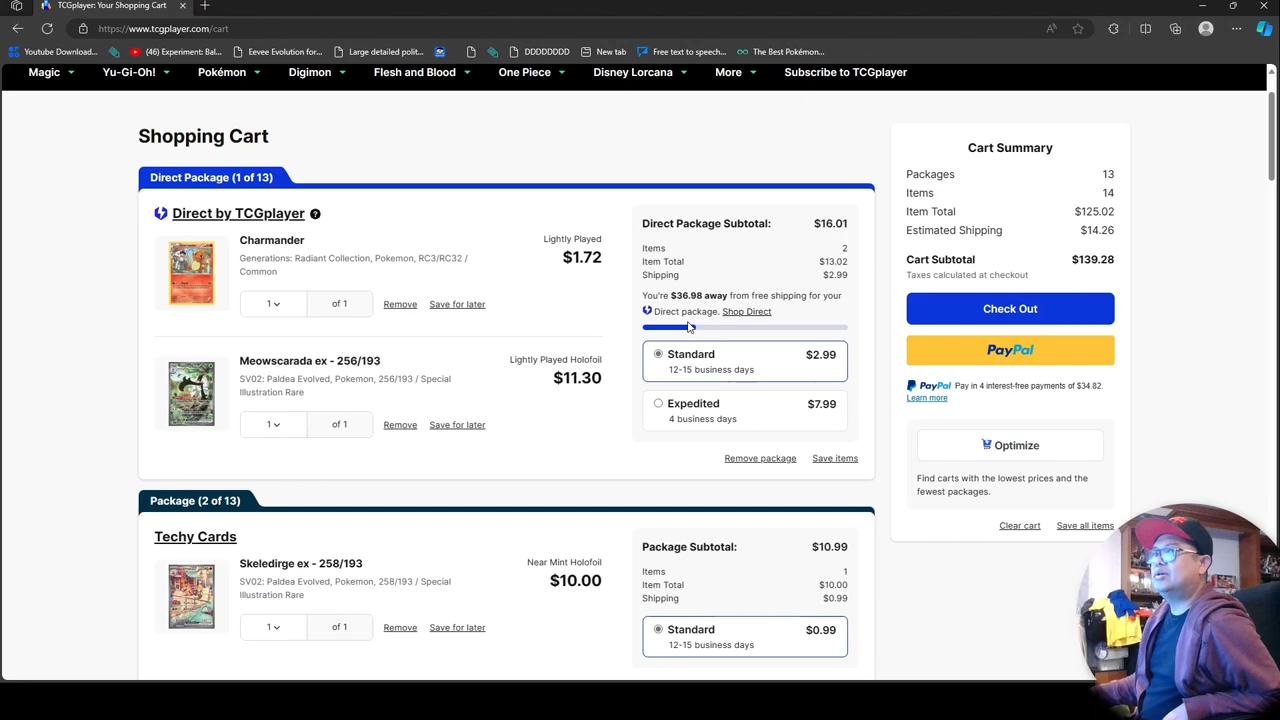 TCGplayer: Your Shopping Cart
https://www.tcgplayer.com/cart
Youtube Download...
(46) Experiment: Bal...
Eevee Evolution for...
Large detailed polit...
DDDDDDD
New tab
Free text to speech...
The Best Pokémon...
Magic
Yu-Gi-Oh!
Pokémon
Digimon
Flesh and Blood
One Piece
Disney Lorcana
More
Subscribe to TCGplayer
Shopping Cart
Direct Package (1 of 13)
Direct by TCGplayer ?
Charmander
Generations: Radiant Collection, Pokemon, RC3/RC32 /
Common
Lightly Played
$1.72
1
of 1
Remove
Save for later
Meowscarada ex - 256/193
SV02: Paldea Evolved, Pokemon, 256/193 / Special
Illustration Rare
Lightly Played Holofoil
$11.30
1
of 1
Remove
Save for later
Direct Package Subtotal: $16.01
Items 2
Item Total $13.02
Shipping $2.99
You're $36.98 away from free shipping for your
Direct package. Shop Direct
Standard $2.99
12-15 business days
Expedited $7.99
4 business days
Remove package
Save items
Package (2 of 13)
Techy Cards
Skeledirge ex - 258/193
SV02: Paldea Evolved, Pokemon, 258/193 / Special
Illustration Rare
Near Mint Holofoil
$10.00
1
of 1
Remove
Save for later
Package Subtotal: $10.99
Items 1
Item Total $10.00
Shipping $0.99
Standard $0.99
12-15 business days
Cart Summary
Packages 13
Items 14
Item Total $125.02
Estimated Shipping $14.26
Cart Subtotal $139.28
Taxes calculated at checkout
Check Out
PayPal
PayPal Pay in 4 interest-free payments of $34.82.
Learn more
Optimize
Find carts with the lowest prices and the
fewest packages.
Clear cart
Save all items